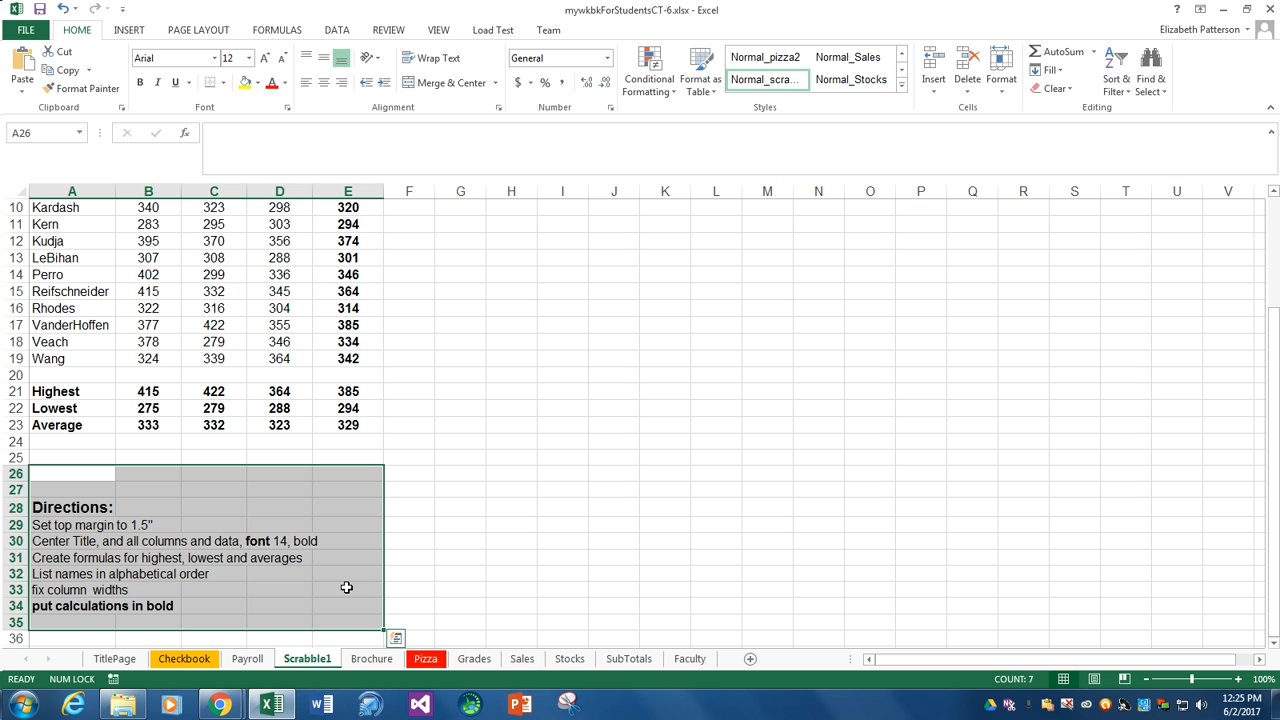 mywkbkForStudentsCT-6.xlsx - Excel
FILE HOME INSERT PAGE LAYOUT FORMULAS DATA REVIEW VIEW Load Test Team Elizabeth Patterson
Paste Cut Copy Format Painter
Clipboard
Arial 12
B I U
Font
Wrap Text
Merge & Center
Alignment
General
$ % ,
Number
Conditional Formatting
Format as Table
Normal_pizza2 Normal_Sales
Normal_scra... Normal_Stocks
Styles
Insert Delete Format
Cells
AutoSum
Fill
Clear
Sort & Filter
Find & Select
Editing
A26 fx
A B C D E F G H I J K L M N O P Q R S T U V
10 Kardash 340 323 298 320
11 Kern 283 295 303 294
12 Kudja 395 370 356 374
13 LeBihan 307 308 288 301
14 Perro 402 299 336 346
15 Reifschneider 415 332 345 364
16 Rhodes 322 316 304 314
17 VanderHoffen 377 422 355 385
18 Veach 378 279 346 334
19 Wang 324 339 364 342
20
21 Highest 415 422 364 385
22 Lowest 275 279 288 294
23 Average 333 332 323 329
24
25
26
27
28 Directions:
29 Set top margin to 1.5"
30 Center Title, and all columns and data, font 14, bold
31 Create formulas for highest, lowest and averages
32 List names in alphabetical order
33 fix column widths
34 put calculations in bold
35
36
TitlePage Checkbook Payroll Scrabble1 Brochure Pizza Grades Sales Stocks SubTotals Faculty
READY NUM LOCK COUNT: 7 100%
12:25 PM
6/2/2017